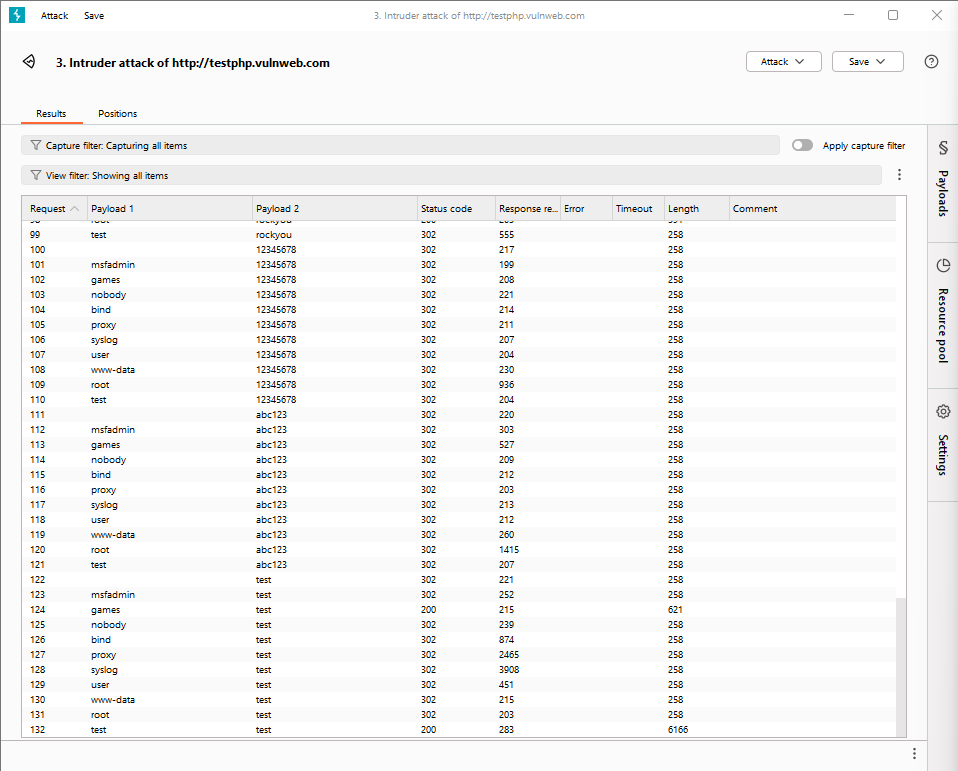 Attack Save 3. Intruder attack of http://testphp.vulnweb.com
3. Intruder attack of http://testphp.vulnweb.com Attack Save
Results Positions
Capture filter: Capturing all items Apply capture filter
View filter: Showing all items
Request Payload 1 Payload 2 Status code Response re... Error Timeout Length Comment
99 test rockyou 302 555 258
100 12345678 302 217 258
101 msfadmin 12345678 302 199 258
102 games 12345678 302 208 258
103 nobody 12345678 302 221 258
104 bind 12345678 302 214 258
105 proxy 12345678 302 211 258
106 syslog 12345678 302 207 258
107 user 12345678 302 204 258
108 www-data 12345678 302 230 258
109 root 12345678 302 936 258
110 test 12345678 302 204 258
111 abc123 302 220 258
112 msfadmin abc123 302 303 258
113 games abc123 302 527 258
114 nobody abc123 302 209 258
115 bind abc123 302 212 258
116 proxy abc123 302 203 258
117 syslog abc123 302 213 258
118 user abc123 302 212 258
119 www-data abc123 302 260 258
120 root abc123 302 1415 258
121 test abc123 302 207 258
122 test 302 221 258
123 msfadmin test 302 252 258
124 games test 200 215 621
125 nobody test 302 239 258
126 bind test 302 874 258
127 proxy test 302 2465 258
128 syslog test 302 3908 258
129 user test 302 451 258
130 www-data test 302 215 258
131 root test 302 203 258
132 test test 200 283 6166
Payloads
Resource pool
Settings